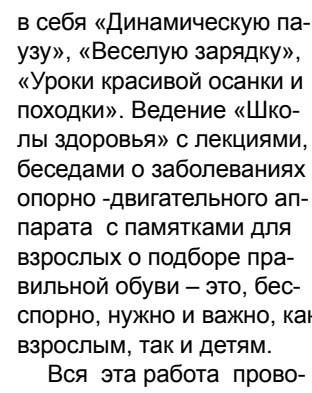 в себя «Динамическую па-
узу», «Веселую зарядку»,
«Уроки красивой осанки и
походки». Ведение «Шко-
лы здоровья» с лекциями,
беседами о заболеваниях
опорно -двигательного ап-
парата  с памятками для
взрослых о подборе пра-
вильной обуви – это, бес-
спорно, нужно и важно, как
взрослым, так и детям.
Вся  эта работа  прово-